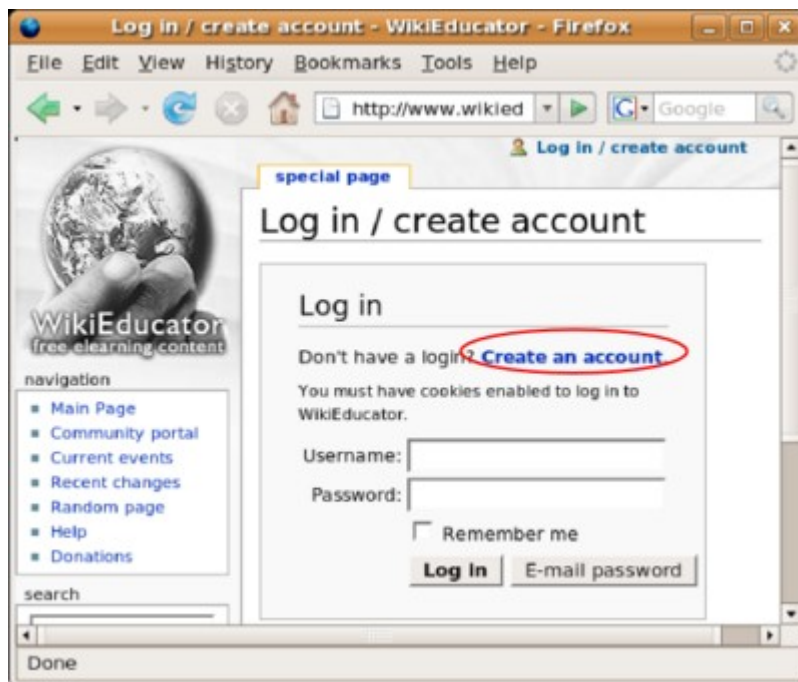 Log in / create account - WikiEducator - Firefox
File Edit View History Bookmarks Tools Help
http://www.wikied
G Google
Log in / create account
special page
Log in / create account
WikiEducator
free elearning content
Log in
Don't have a login? Create an account.
You must have cookies enabled to log in to
WikiEducator.
Username:
Password:
Remember me
Log in E-mail password
navigation
Main Page
Community portal
Current events
Recent changes
Random page
Help
Donations
search
Done